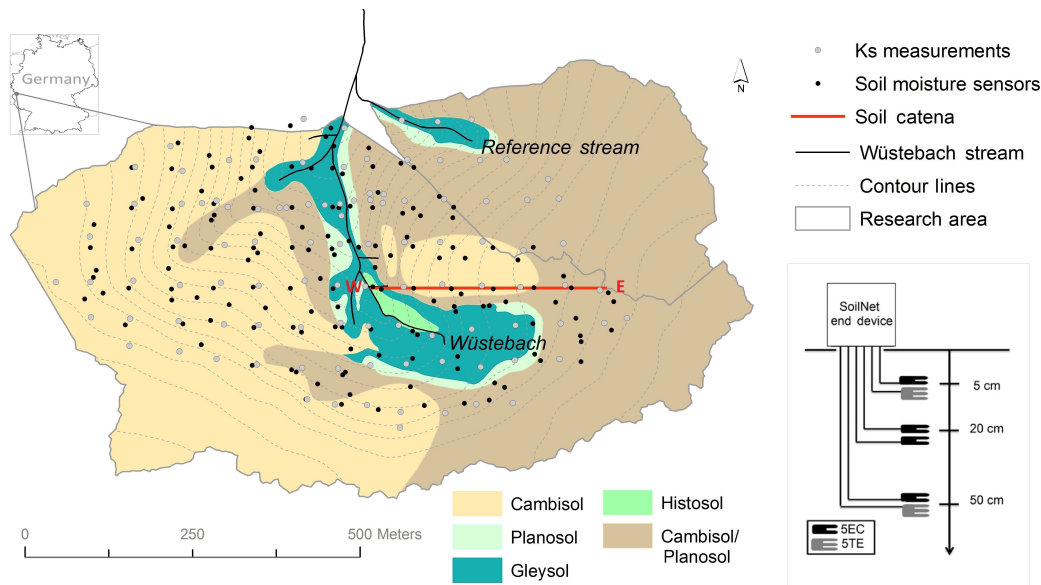 Germany
N
Ks measurements
Soil moisture sensors
Soil catena
Wüstebach stream
Contour lines
Research area
Reference stream
W
E
Wüstebach
SoilNet
end device
5 cm
20 cm
50 cm
5EC
5TE
Cambisol
Planosol
Gleysol
Histosol
Cambisol/
Planosol
0 250 500 Meters